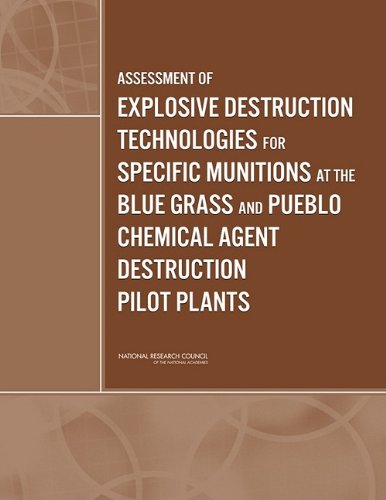 ASSESSMENT OF
EXPLOSIVE DESTRUCTION
TECHNOLOGIES FOR
SPECIFIC MUNITIONS AT THE
BLUE GRASS AND PUEBLO
CHEMICAL AGENT
DESTRUCTION
PILOT PLANTS
NATIONAL RESEARCH COUNCIL
OF THE NATIONAL ACADEMIES